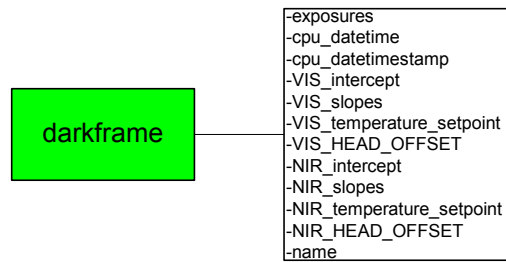 darkframe
-exposures
-cpu_datetime
-cpu_datetimestamp
-VIS_intercept
-VIS_slopes
-VIS_temperature_setpoint
-VIS_HEAD_OFFSET
-NIR_intercept
-NIR_slopes
-NIR_temperature_setpoint
-NIR_HEAD_OFFSET
-name